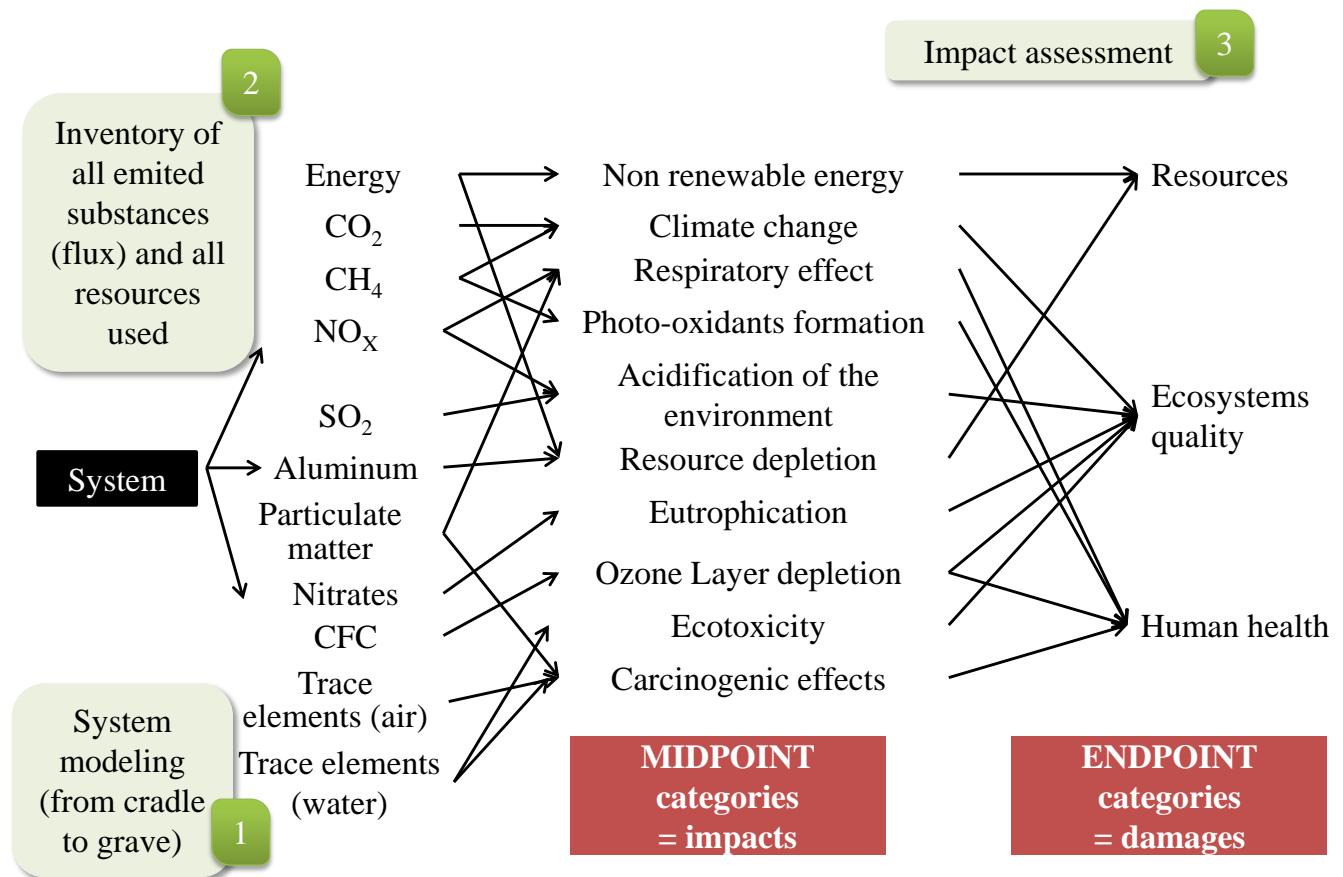 Impact assessment
3
2
Inventory of
all emited
substances
(flux) and all
resources
used
System
System
modeling
(from cradle
to grave)
1
Energy
CO₂
CH₄
NOₓ
SO₂
Aluminum
Particulate
matter
Nitrates
CFC
Trace
elements (air)
Trace elements
(water)
Non renewable energy
Climate change
Respiratory effect
Photo-oxidants formation
Acidification of the
environment
Resource depletion
Eutrophication
Ozone Layer depletion
Ecotoxicity
Carcinogenic effects
MIDPOINT
categories
= impacts
Resources
Ecosystems
quality
Human health
ENDPOINT
categories
= damages